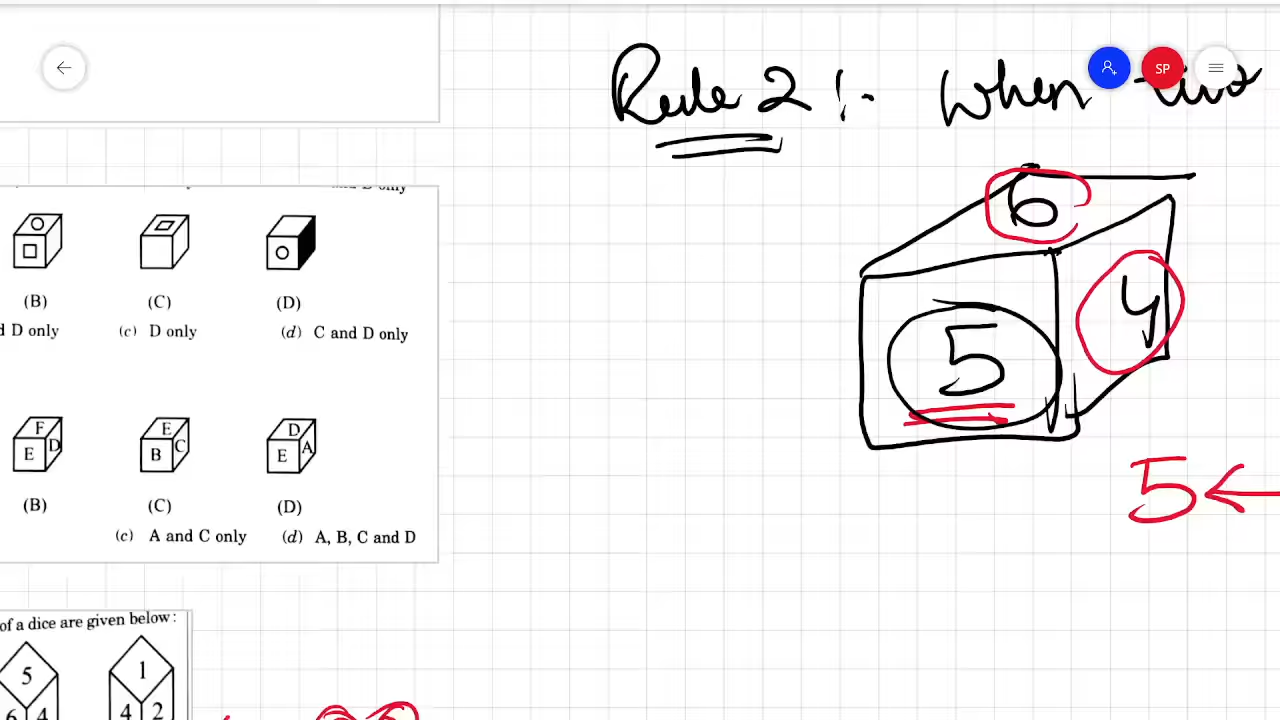 Rule 2 :- When two
SP
6
5
4
5 ←
and D only
(B) (C) (D)
d D only (c) D only (d) C and D only
F
E D
E
B C
D
E A
(B) (C) (D)
(c) A and C only (d) A, B, C and D
of a dice are given below :
5 1
6 4 4 2